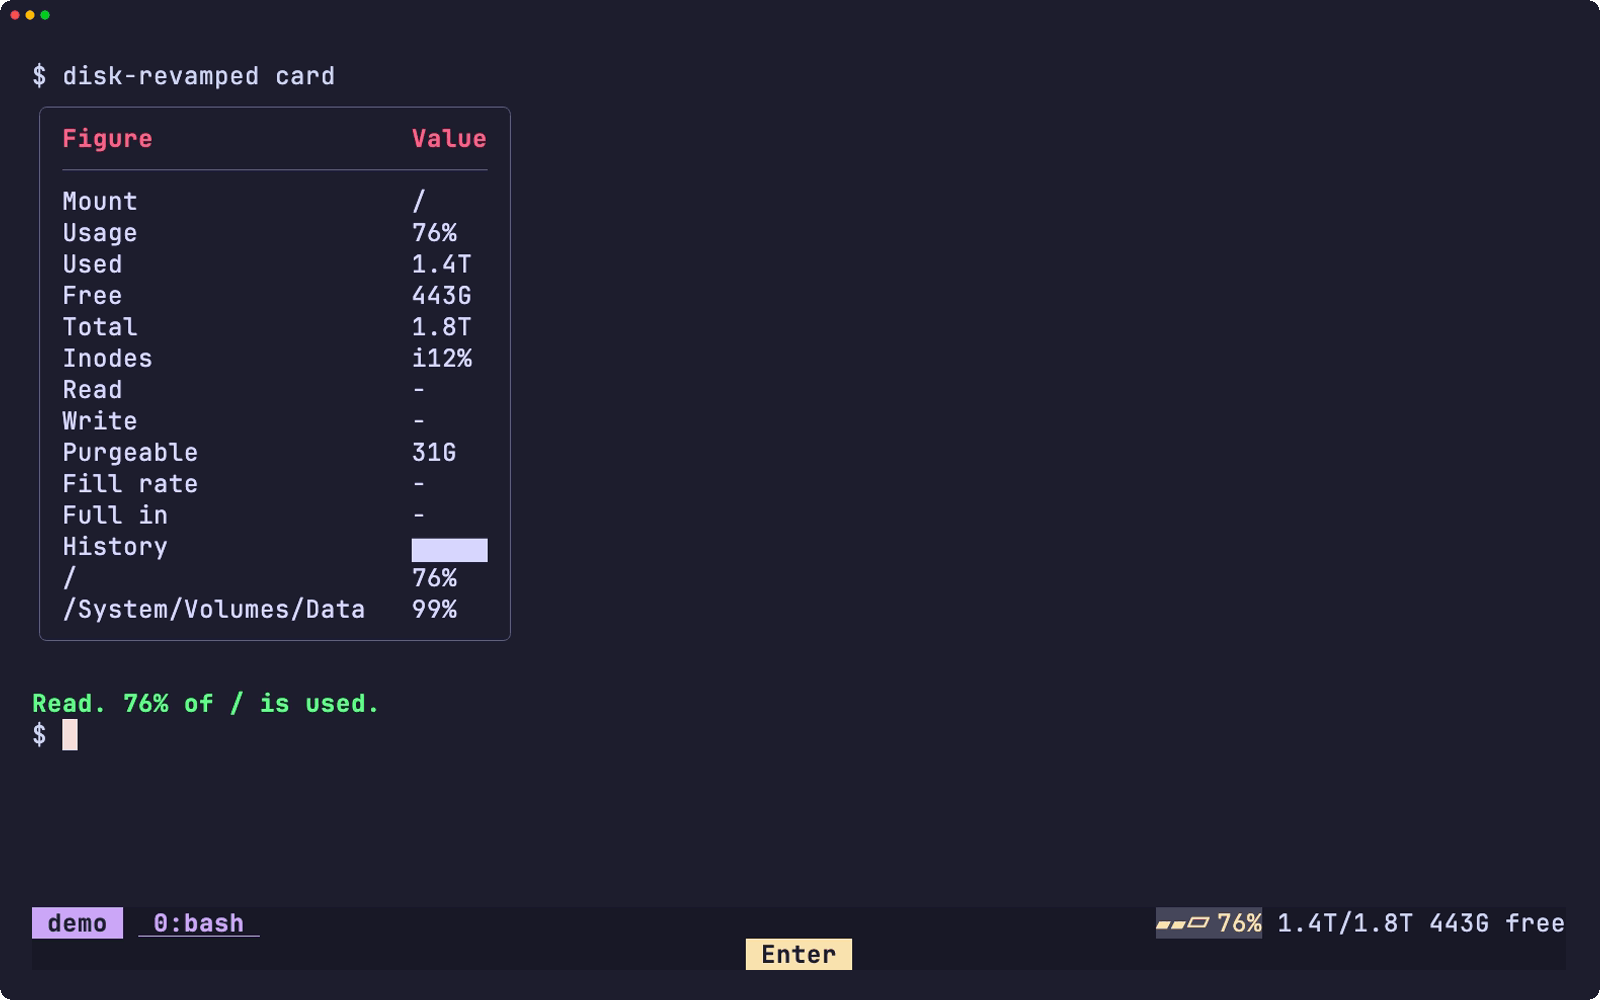 $ disk-revamped card
Figure Value
Mount /
Usage 76%
Used 1.4T
Free 443G
Total 1.8T
Inodes i12%
Read -
Write -
Purgeable 31G
Fill rate -
Full in -
History
/ 76%
/System/Volumes/Data 99%
Read. 76% of / is used.
$
demo 0:bash 76% 1.4T/1.8T 443G free
Enter